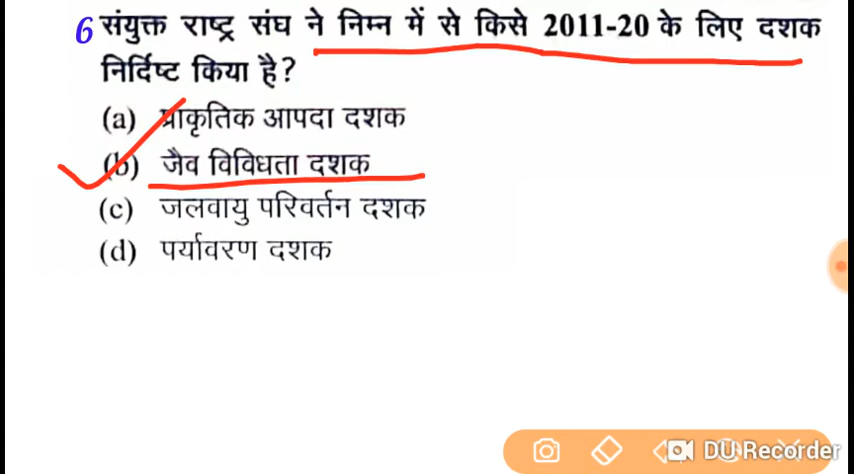 6 संयुक्त राष्ट्र संघ ने निम्न में से किसे 2011-20 के लिए दशक
निर्दिष्ट किया है?
(a) प्राकृतिक आपदा दशक
(b) जैव विविधता दशक
(c) जलवायु परिवर्तन दशक
(d) पर्यावरण दशक
DU Recorder